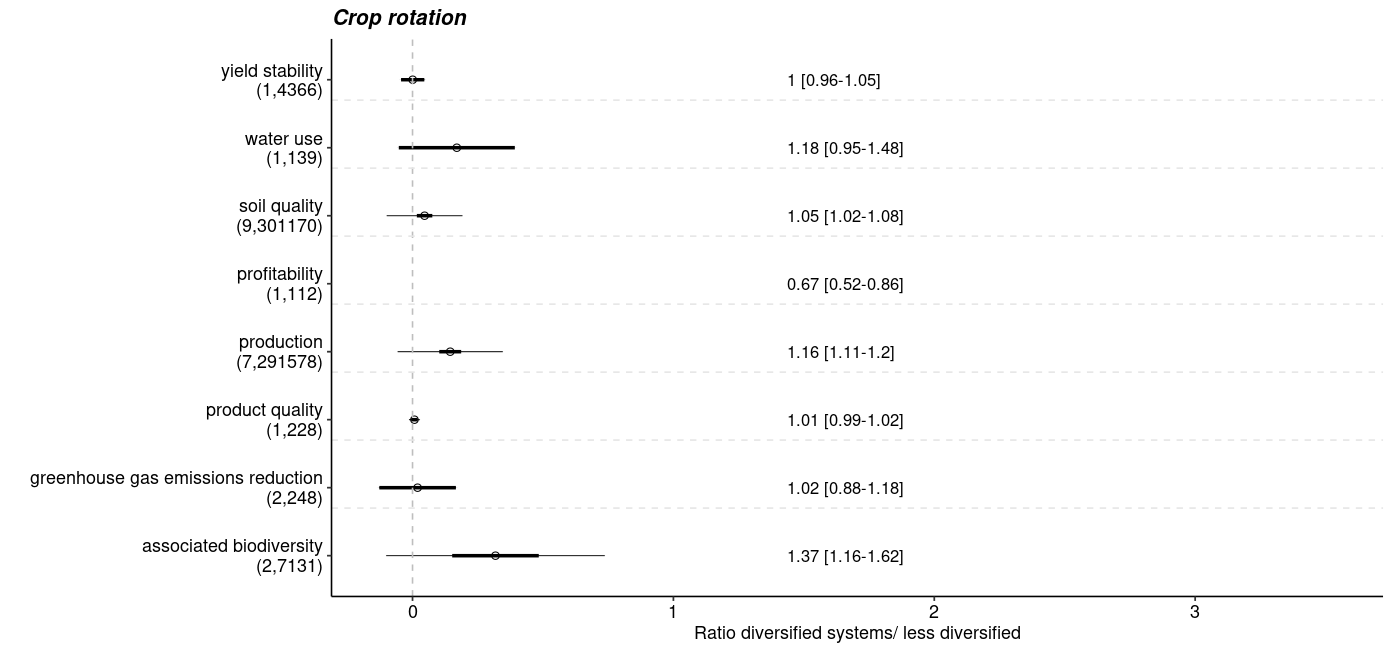 Crop rotation
yield stability
(1,4366)
1 [0.96-1.05]
water use
(1,139)
1.18 [0.95-1.48]
soil quality
(9,301170)
1.05 [1.02-1.08]
profitability
(1,112)
0.67 [0.52-0.86]
production
(7,291578)
1.16 [1.11-1.2]
product quality
(1,228)
1.01 [0.99-1.02]
greenhouse gas emissions reduction
(2,248)
1.02 [0.88-1.18]
associated biodiversity
(2,7131)
1.37 [1.16-1.62]
0 1 2 3
Ratio diversified systems/ less diversified